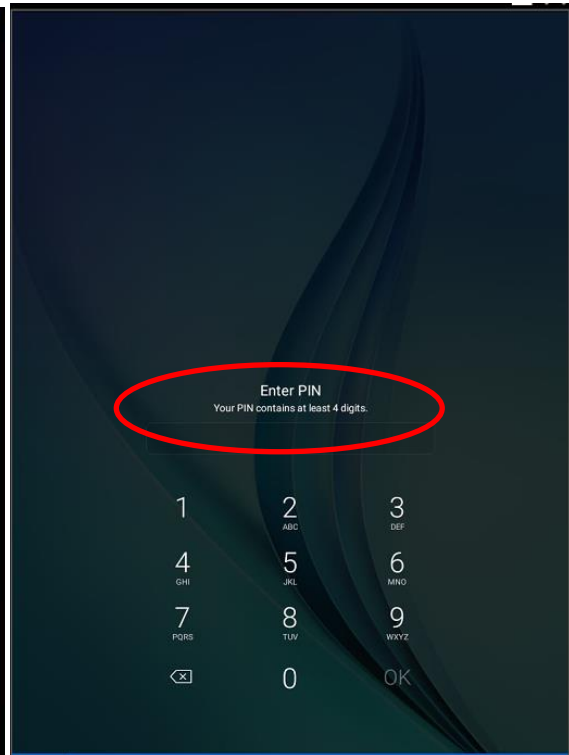 Enter PIN
Your PIN contains at least 4 digits.
1 2 3
ABC DEF
4 5 6
GHI JKL MNO
7 8 9
PQRS TUV WXYZ
0 OK